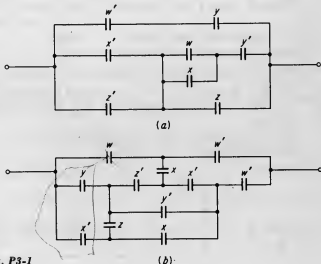 w' y
x' w y'
x
z' z
(a)
w w'
x
y' z' x' w'
y'
z
x' x
P3-1 (b)